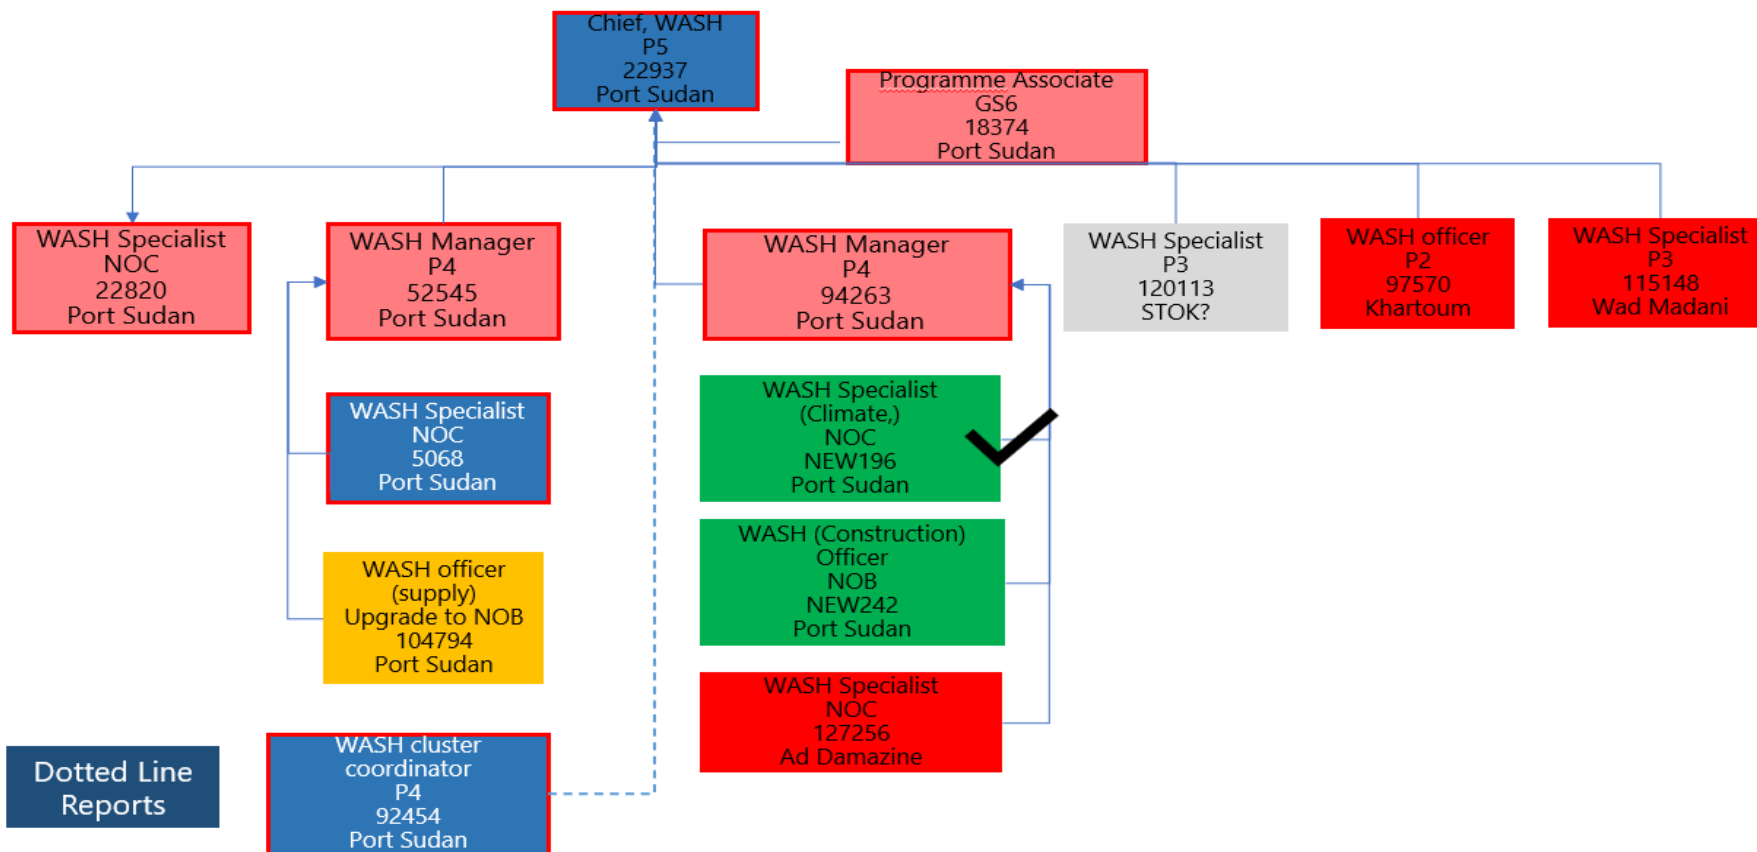 Chief, WASH
P5
22937
Port Sudan
Programme Associate
GS6
18374
Port Sudan
WASH Specialist
NOC
22820
Port Sudan
WASH Manager
P4
52545
Port Sudan
WASH Manager
P4
94263
Port Sudan
WASH Specialist
P3
120113
STOK?
WASH officer
P2
97570
Khartoum
WASH Specialist
P3
115148
Wad Madani
WASH Specialist
NOC
5068
Port Sudan
WASH Specialist
(Climate,)
NOC
NEW196
Port Sudan
WASH officer
(supply)
Upgrade to NOB
104794
Port Sudan
WASH (Construction)
Officer
NOB
NEW242
Port Sudan
WASH Specialist
NOC
127256
Ad Damazine
Dotted Line
Reports
WASH cluster
coordinator
P4
92454
Port Sudan